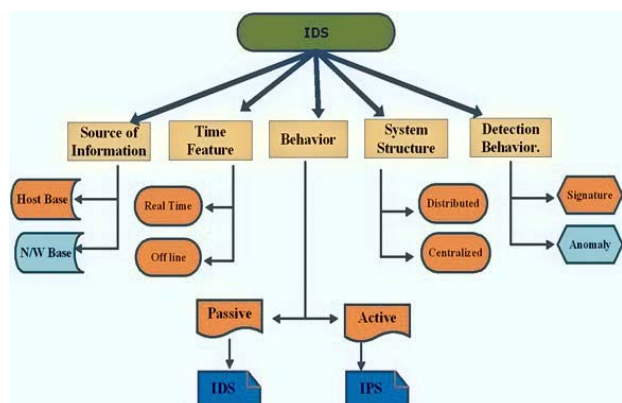 IDS
Source of
Information
Time
Feature
Behavior
System
Structure
Detection
Behavior.
Host Base
N/W Base
Real Time
Off line
Distributed
Centralized
Signature
Anomaly
Passive
Active
IDS
IPS